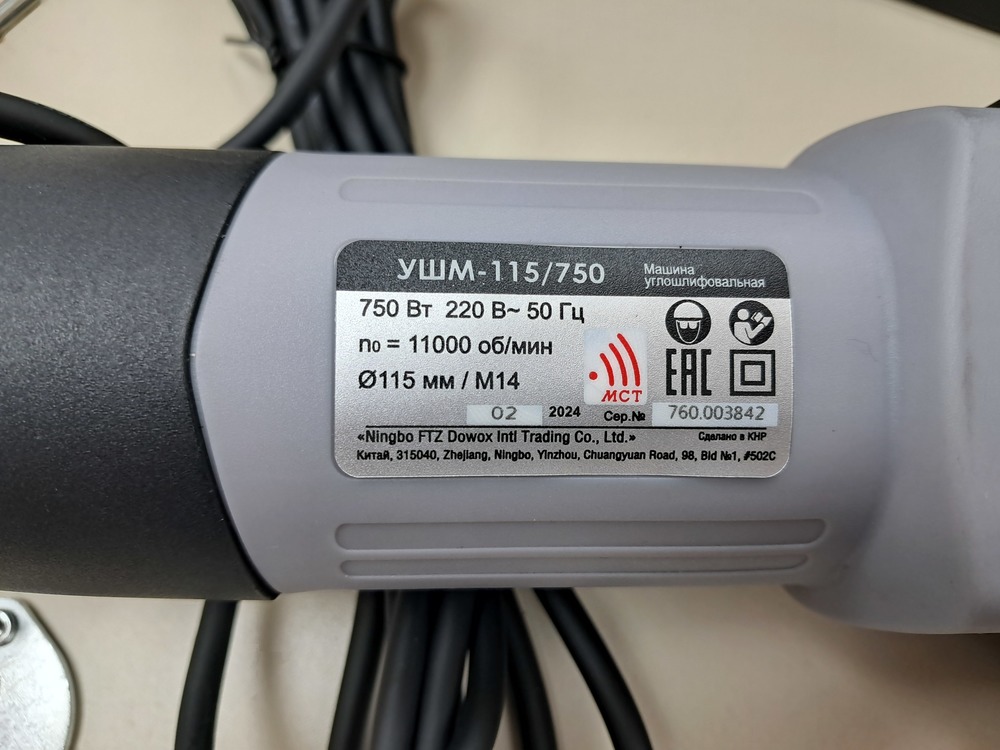 УШМ-115/750
Машина
углошлифовальная
750 Вт 220 В~ 50 Гц
n₀ = 11000 об/мин
Ø115 мм / М14
МСТ
ЕАС
02 2024 Сер.№ 760.003842
«Ningbo FTZ Dowox Intl Trading Co., Ltd.» Сделано в КНР
Китай, 315040, Zhejiang, Ningbo, Yinzhou, Chuangyuan Road, 98, Bld №1, #502C